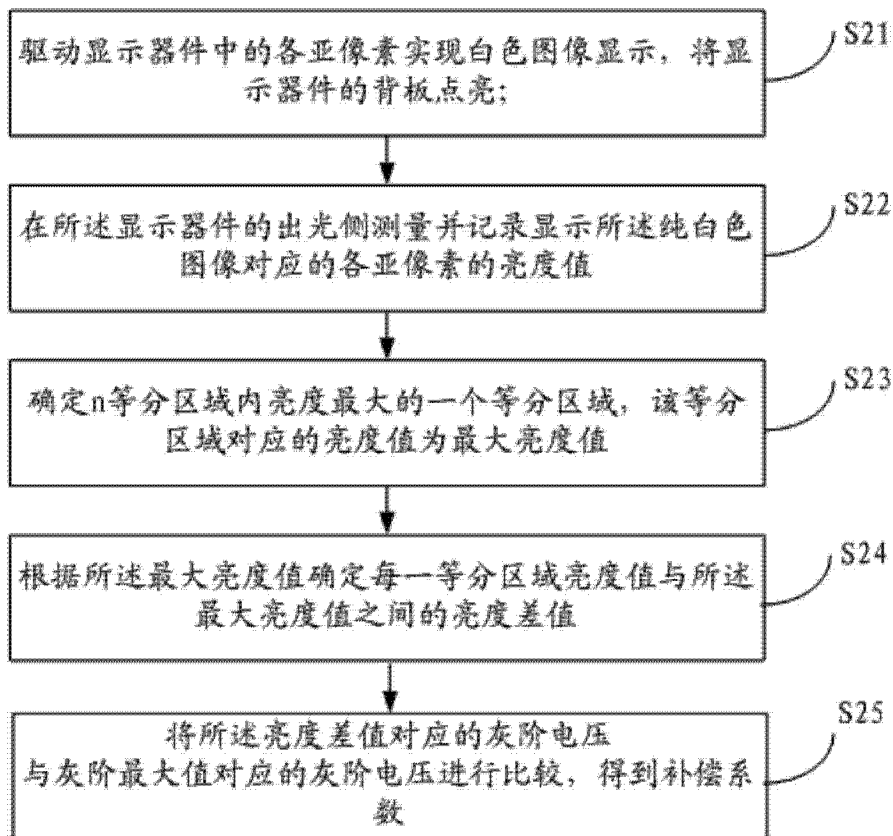 驱动显示器件中的各亚像素实现白色图像显示，将显
示器件的背板点亮；
S21
在所述显示器件的出光侧测量并记录显示所述纯白色
图像对应的各亚像素的亮度值
S22
确定n等分区域内亮度最大的一个等分区域，该等分
区域对应的亮度值为最大亮度值
S23
根据所述最大亮度值确定每一等分区域亮度值与所述
最大亮度值之间的亮度差值
S24
将所述亮度差值对应的灰阶电压
与灰阶最大值对应的灰阶电压进行比较，得到补偿系
数
S25